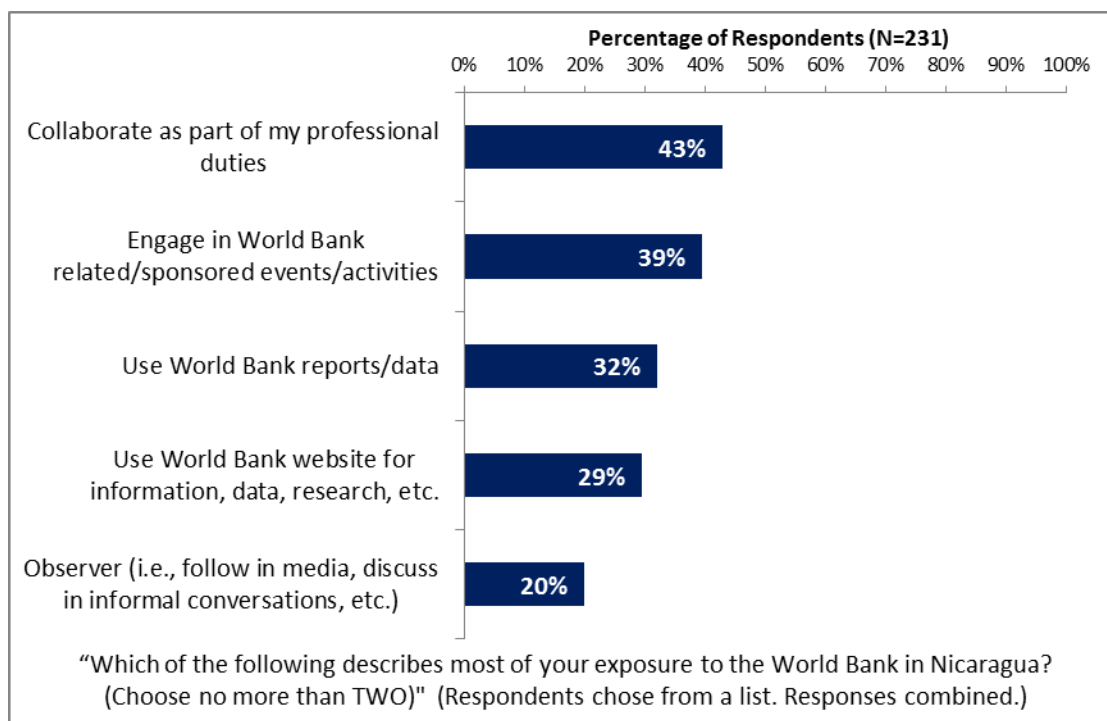 Percentage of Respondents (N=231)
0% 10% 20% 30% 40% 50% 60% 70% 80% 90% 100%
Collaborate as part of my professional
duties
43%
Engage in World Bank
related/sponsored events/activities
39%
Use World Bank reports/data
32%
Use World Bank website for
information, data, research, etc.
29%
Observer (i.e., follow in media, discuss
in informal conversations, etc.)
20%
“Which of the following describes most of your exposure to the World Bank in Nicaragua?
(Choose no more than TWO)" (Respondents chose from a list. Responses combined.)